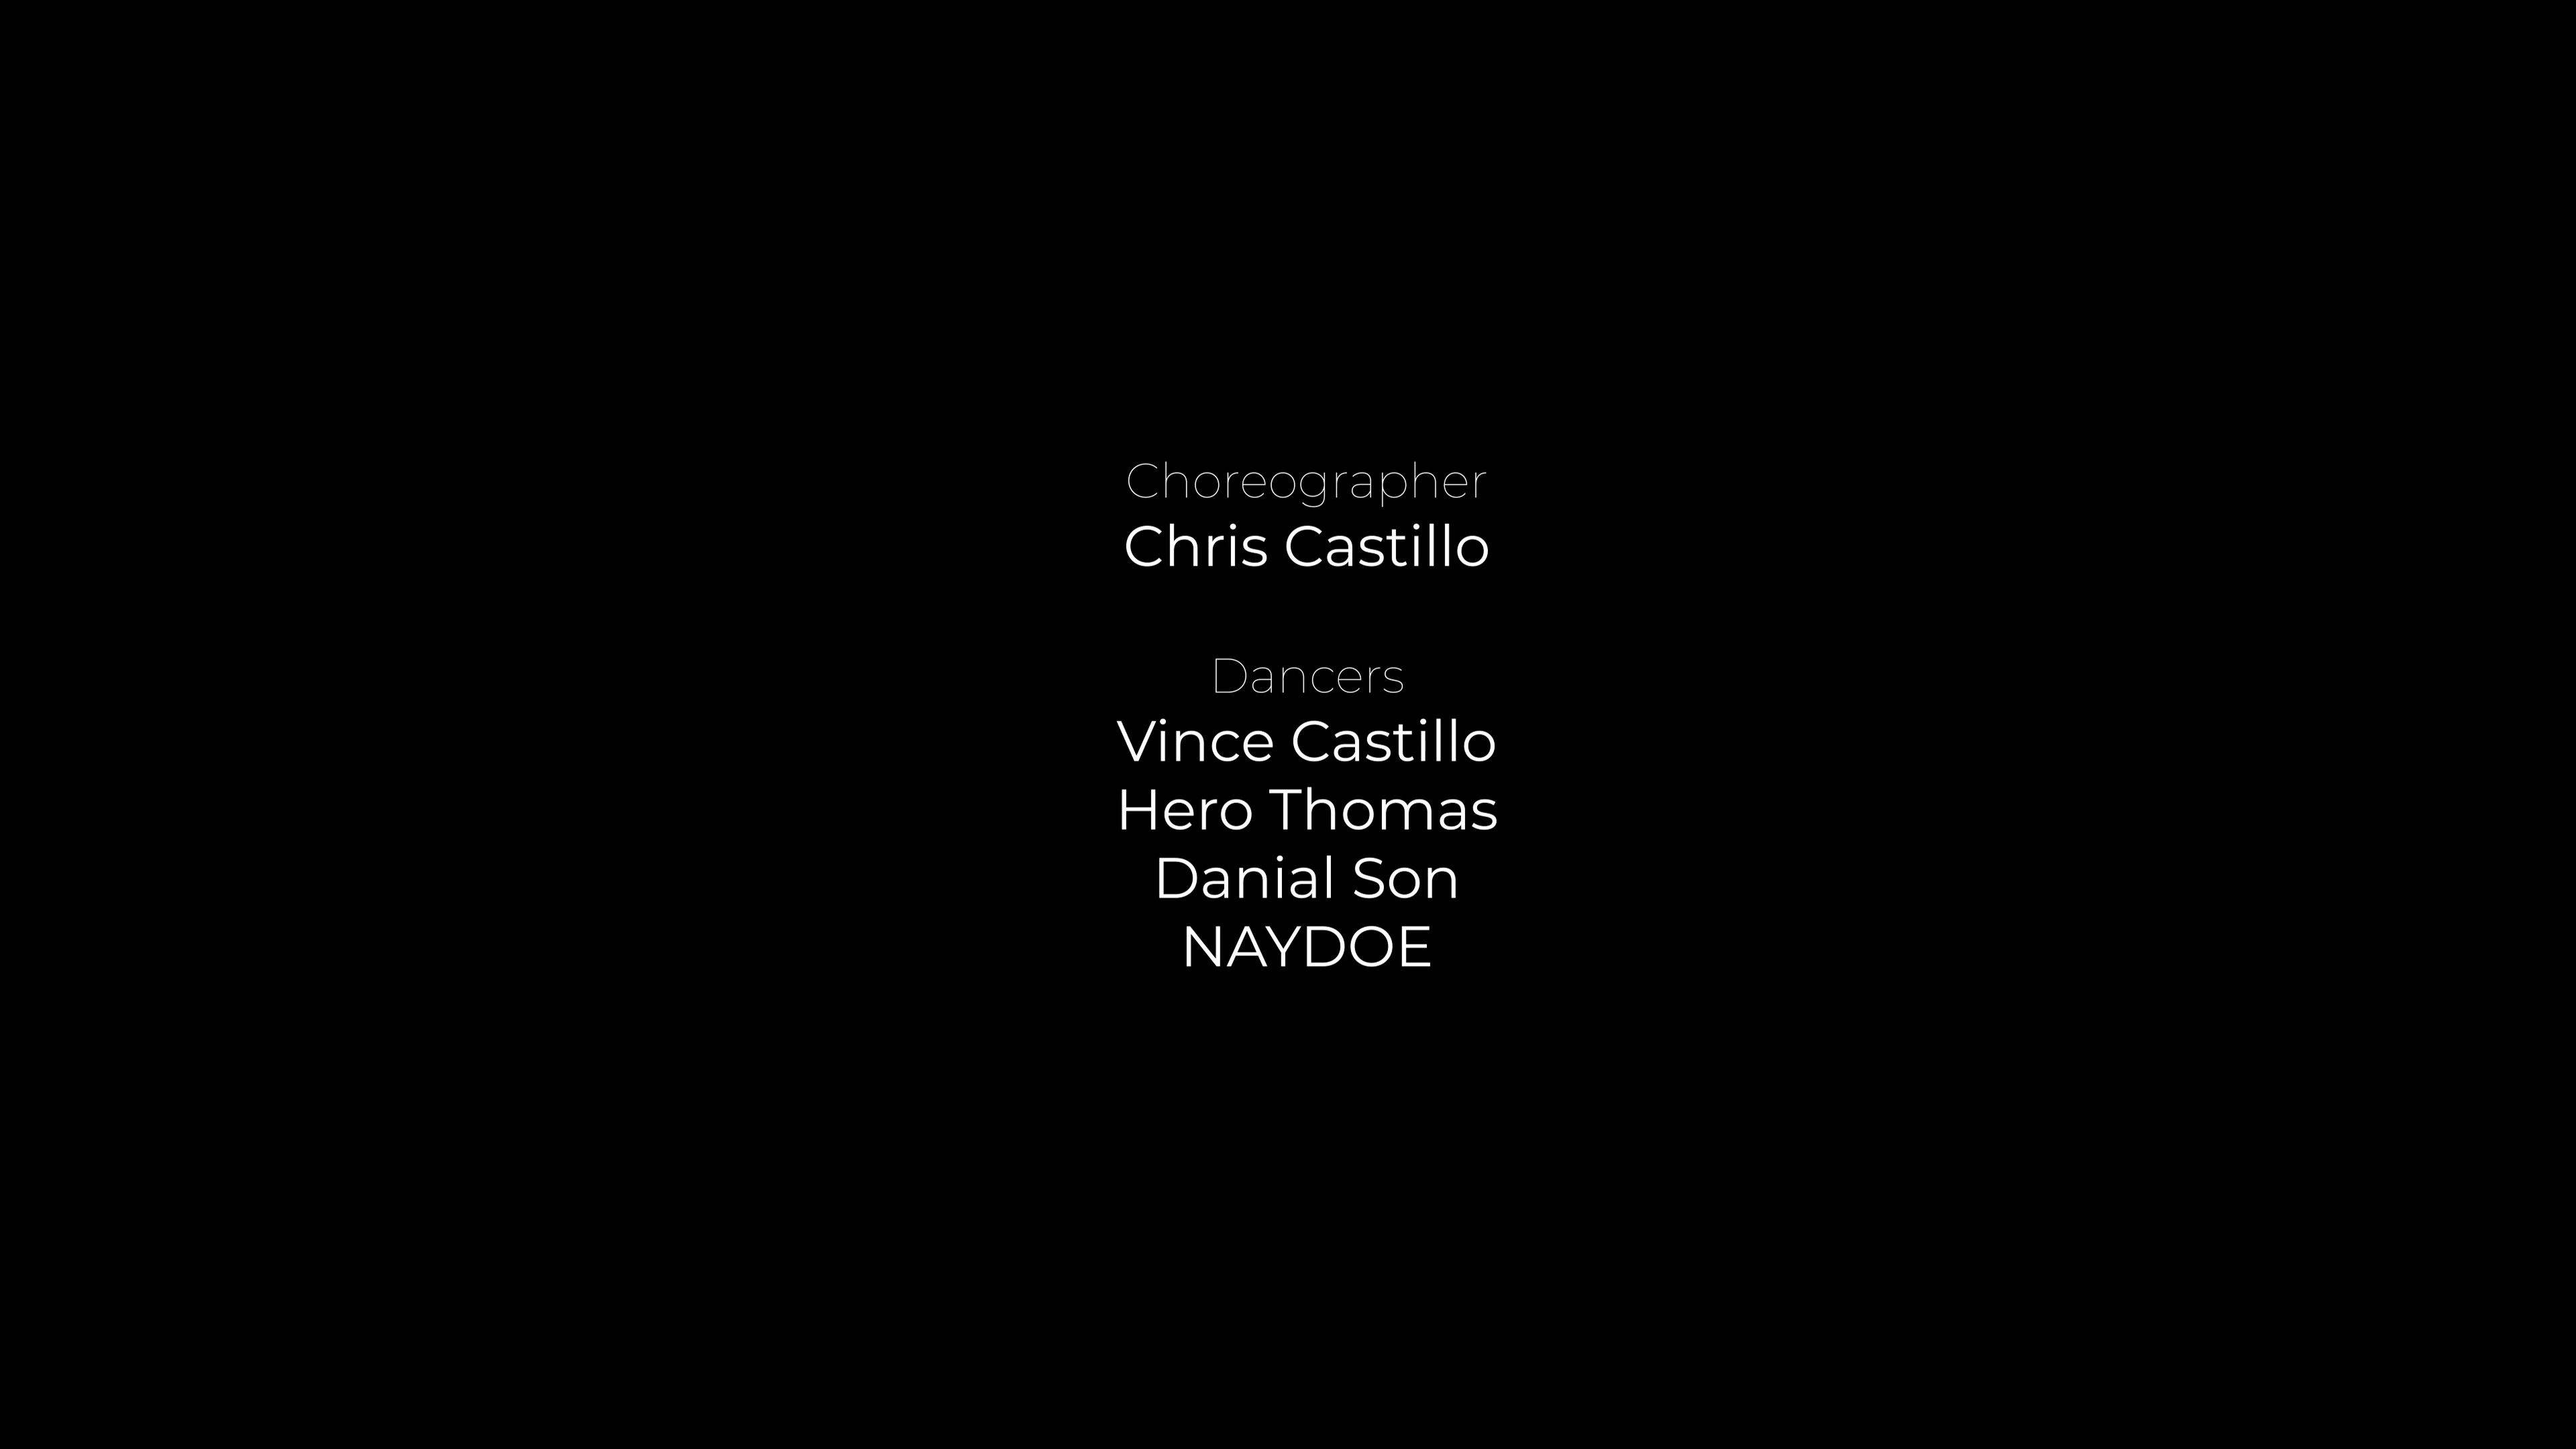 Choreographer
Chris Castillo
Dancers
Vince Castillo
Hero Thomas
Danial Son
NAYDOE